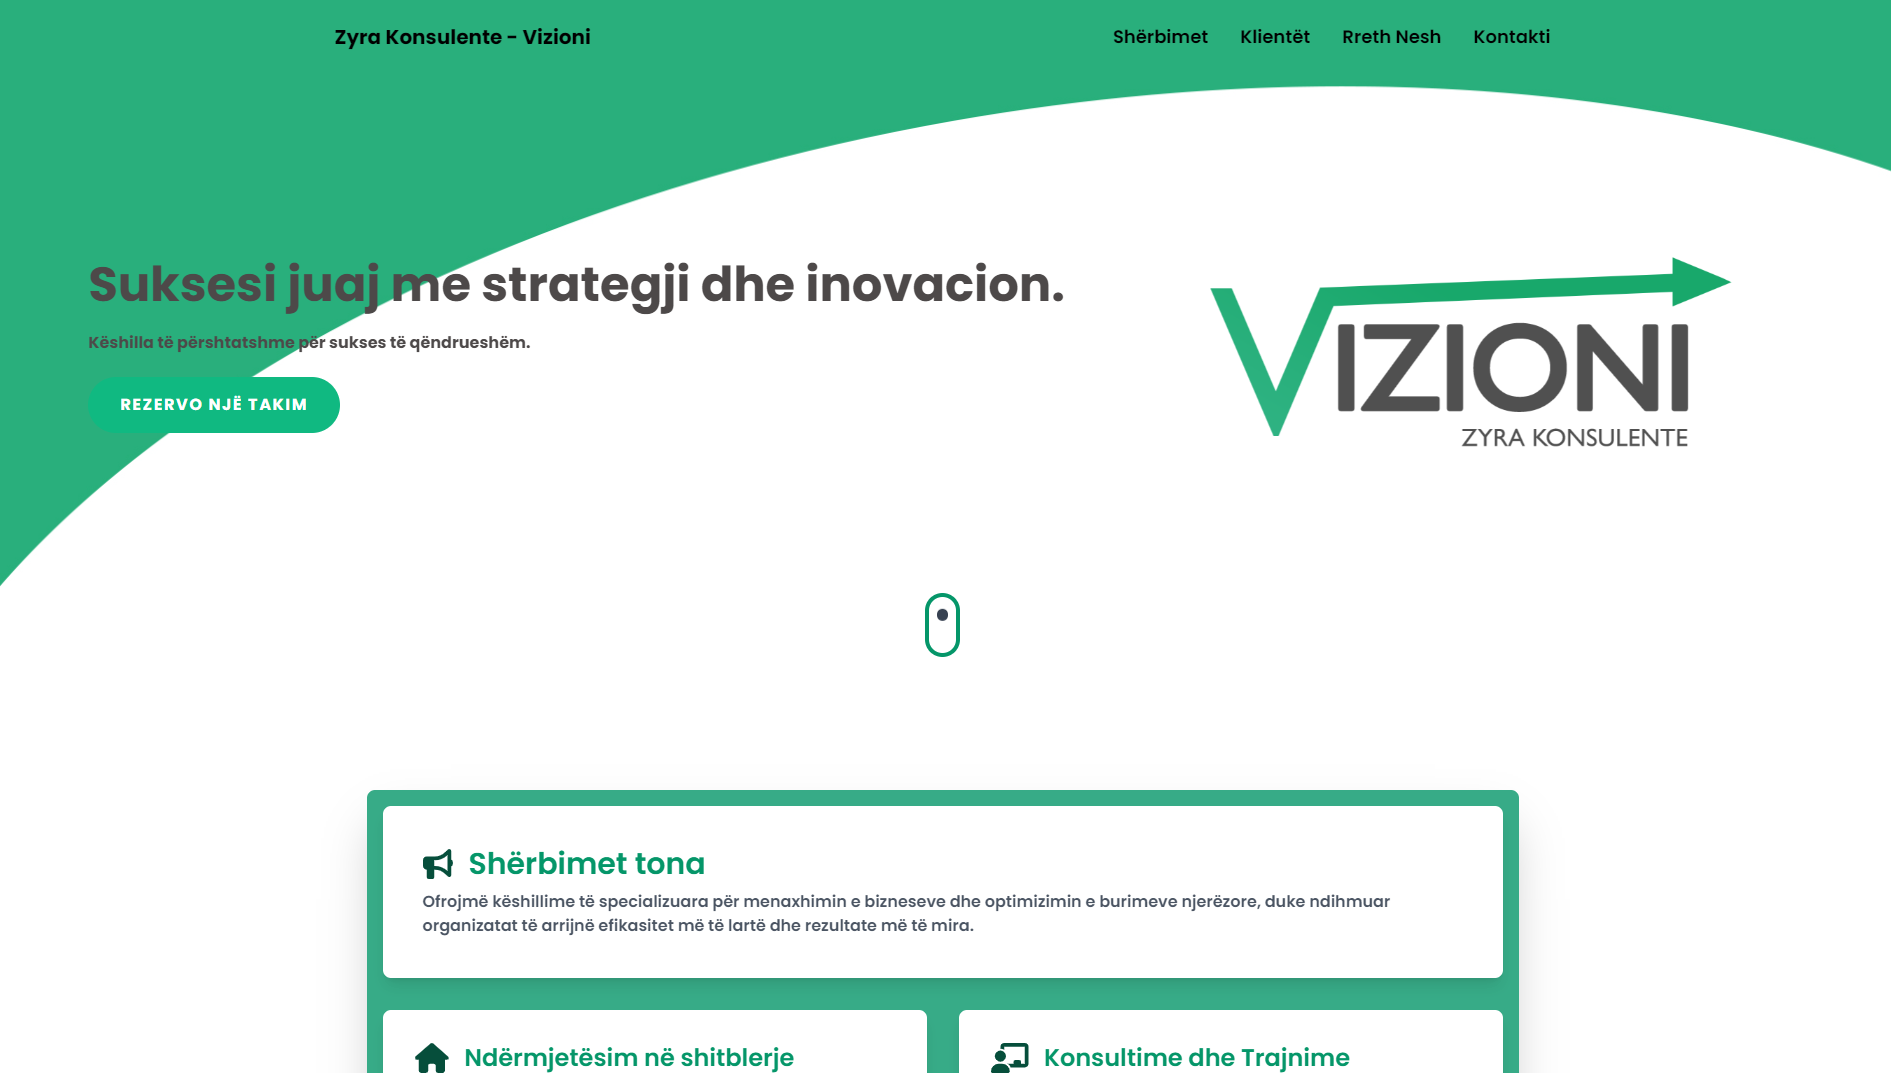 Zyra Konsulente - Vizioni
Shërbimet
Klientët
Rreth Nesh
Kontakti
Suksesi juaj me strategji dhe inovacion.
Këshilla të përshtatshme për sukses të qëndrueshëm.
REZERVO NJË TAKIM
VIZIONI
ZYRA KONSULENTE
Shërbimet tona
Ofrojmë këshillime të specializuara për menaxhimin e bizneseve dhe optimizimin e burimeve njerëzore, duke ndihmuar
organizatat të arrijnë efikasitet më të lartë dhe rezultate më të mira.
Ndërmjetësim në shitblerje
Konsultime dhe Trajnime